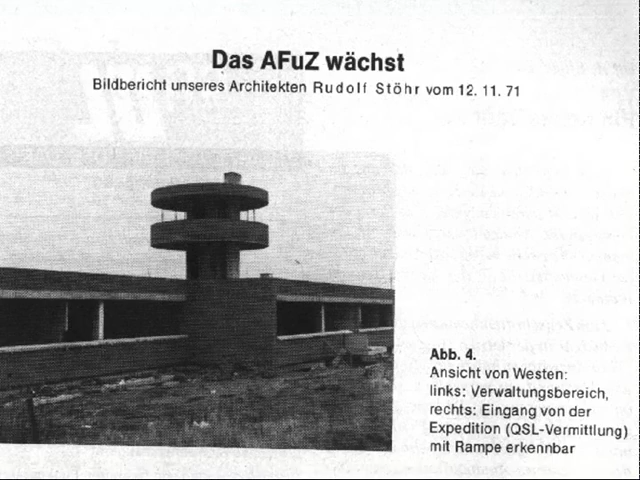 Das AFuZ wächst
Bildbericht unseres Architekten Rudolf Stöhr vom 12. 11. 71
Abb. 4.
Ansicht von Westen:
links: Verwaltungsbereich,
rechts: Eingang von der
Expedition (QSL-Vermittlung)
mit Rampe erkennbar